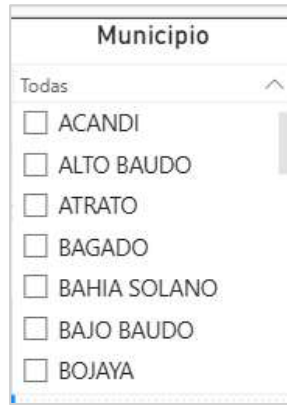 Municipio
Todas
ACANDI
ALTO BAUDO
ATRATO
BAGADO
BAHIA SOLANO
BAJO BAUDO
BOJAYA